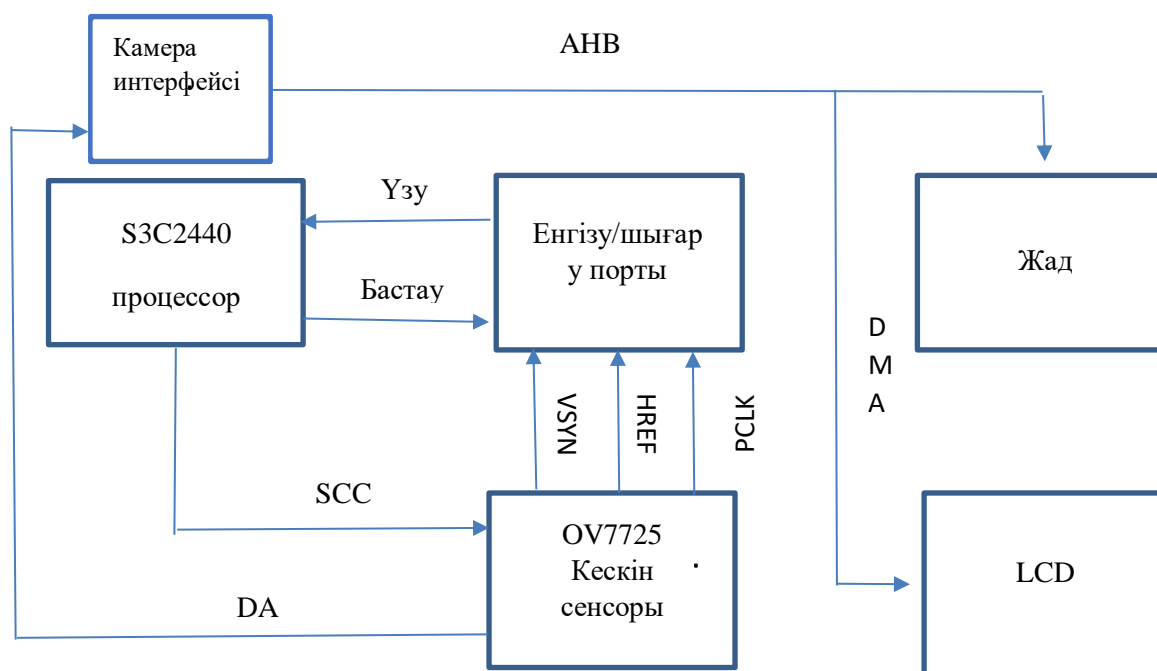 Камера
интерфейсі
AHB
S3C2440
процессор
Үзу
Бастау
Енгізу/шығар
у порты
Жад
D
M
A
VSYN
HREF
PCLK
SCC
OV7725
Кескін
сенсоры
DA
LCD